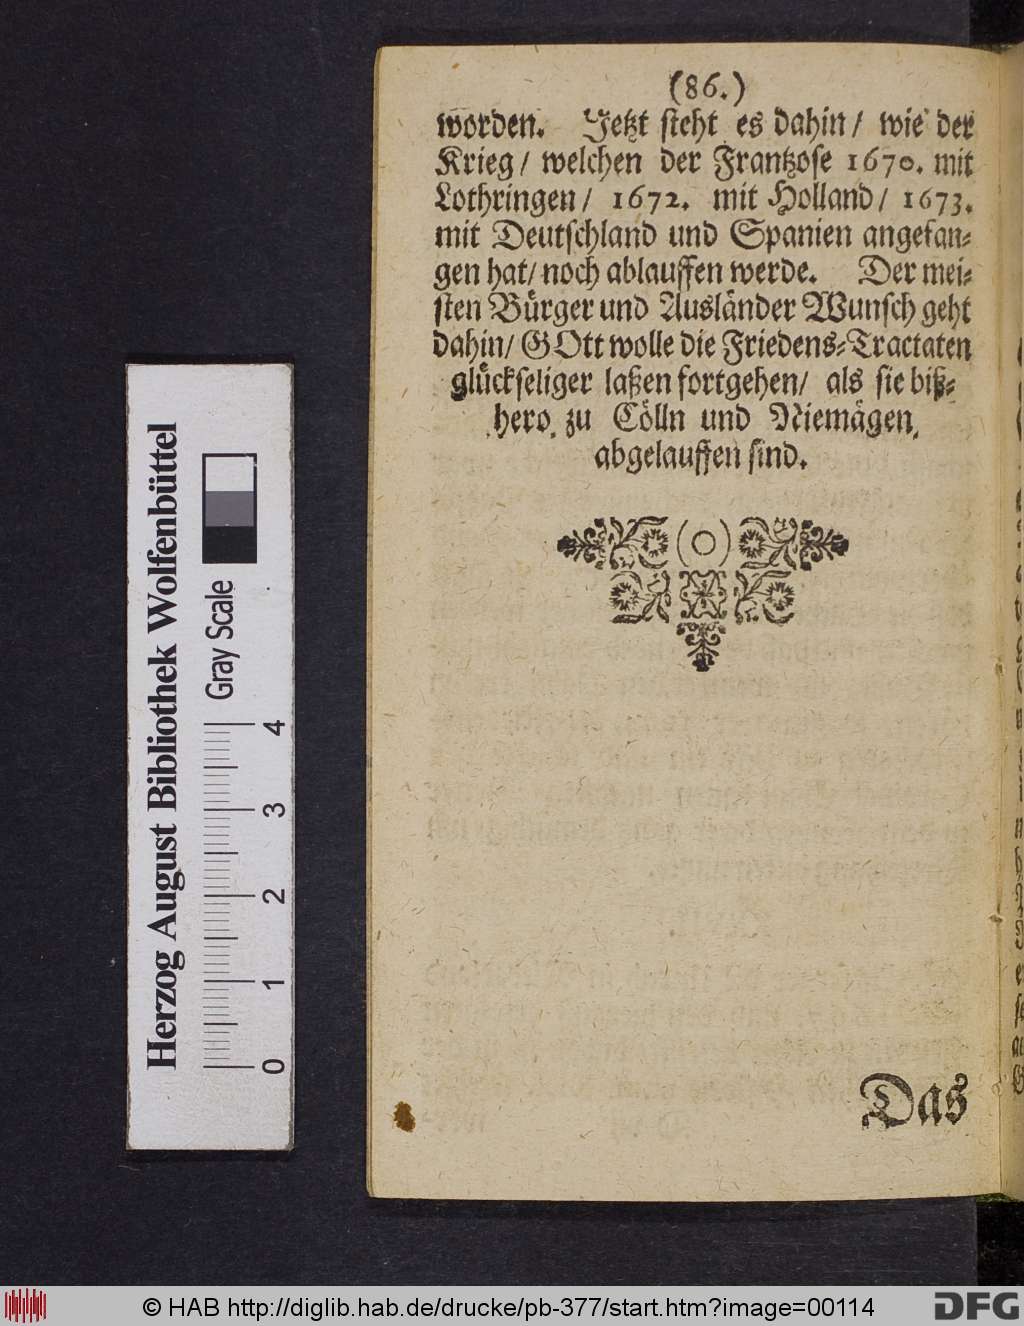 (86.)
worden. Jetzt steht es dahin/ wie der
Krieg/ welchen der Frantzose 1670. mit
Lothringen/ 1672. mit Holland/ 1673.
mit Deutschland und Spanien angefan-
gen hat/ noch ablauffen werde. Der mei-
sten Bürger und Ausländer Wunsch geht
dahin/ GOtt wolle die Friedens-Tractaten
glückseliger laßen fortgehen/ als sie biß-
hero zu Cölln und Niemägen
abgelauffen sind.
(O)
Das
Herzog August Bibliothek Wolfenbüttel
Gray Scale
0 1 2 3 4
© HAB http://diglib.hab.de/drucke/pb-377/start.htm?image=00114
DFG